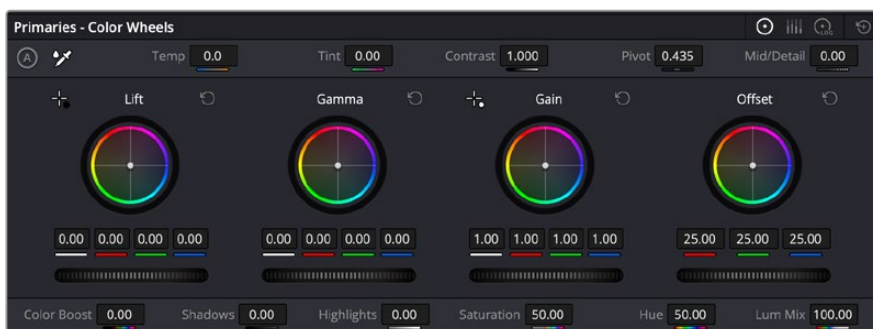 Primaries - Color Wheels
LOG
A Temp 0.0 Tint 0.00 Contrast 1.000 Pivot 0.435 Mid/Detail 0.00
Lift Gamma Gain Offset
0.00 0.00 0.00 0.00 0.00 0.00 0.00 0.00 1.00 1.00 1.00 1.00 25.00 25.00 25.00
Color Boost 0.00 Shadows 0.00 Highlights 0.00 Saturation 50.00 Hue 50.00 Lum Mix 100.00